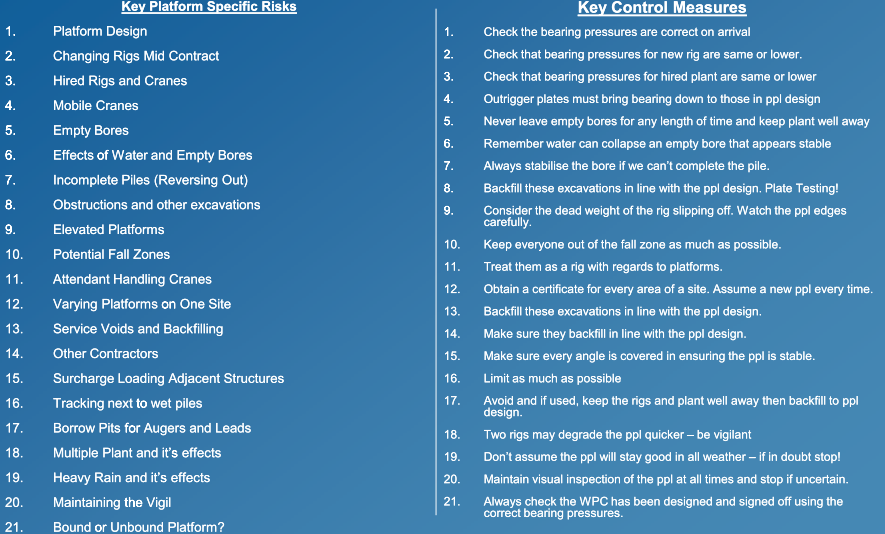 Key Platform Specific Risks
1. Platform Design
2. Changing Rigs Mid Contract
3. Hired Rigs and Cranes
4. Mobile Cranes
5. Empty Bores
6. Effects of Water and Empty Bores
7. Incomplete Piles (Reversing Out)
8. Obstructions and other excavations
9. Elevated Platforms
10. Potential Fall Zones
11. Attendant Handling Cranes
12. Varying Platforms on One Site
13. Service Voids and Backfilling
14. Other Contractors
15. Surcharge Loading Adjacent Structures
16. Tracking next to wet piles
17. Borrow Pits for Augers and Leads
18. Multiple Plant and it's effects
19. Heavy Rain and it's effects
20. Maintaining the Vigil
21. Bound or Unbound Platform?
Key Control Measures
1. Check the bearing pressures are correct on arrival
2. Check that bearing pressures for new rig are same or lower.
3. Check that bearing pressures for hired plant are same or lower
4. Outrigger plates must bring bearing down to those in ppl design
5. Never leave empty bores for any length of time and keep plant well away
6. Remember water can collapse an empty bore that appears stable
7. Always stabilise the bore if we can't complete the pile.
8. Backfill these excavations in line with the ppl design. Plate Testing!
9. Consider the dead weight of the rig slipping off. Watch the ppl edges
carefully.
10. Keep everyone out of the fall zone as much as possible.
11. Treat them as a rig with regards to platforms.
12. Obtain a certificate for every area of a site. Assume a new ppl every time.
13. Backfill these excavations in line with the ppl design.
14. Make sure they backfill in line with the ppl design.
15. Make sure every angle is covered in ensuring the ppl is stable.
16. Limit as much as possible
17. Avoid and if used, keep the rigs and plant well away then backfill to ppl
design.
18. Two rigs may degrade the ppl quicker – be vigilant
19. Don't assume the ppl will stay good in all weather – if in doubt stop!
20. Maintain visual inspection of the ppl at all times and stop if uncertain.
21. Always check the WPC has been designed and signed off using the
correct bearing pressures.